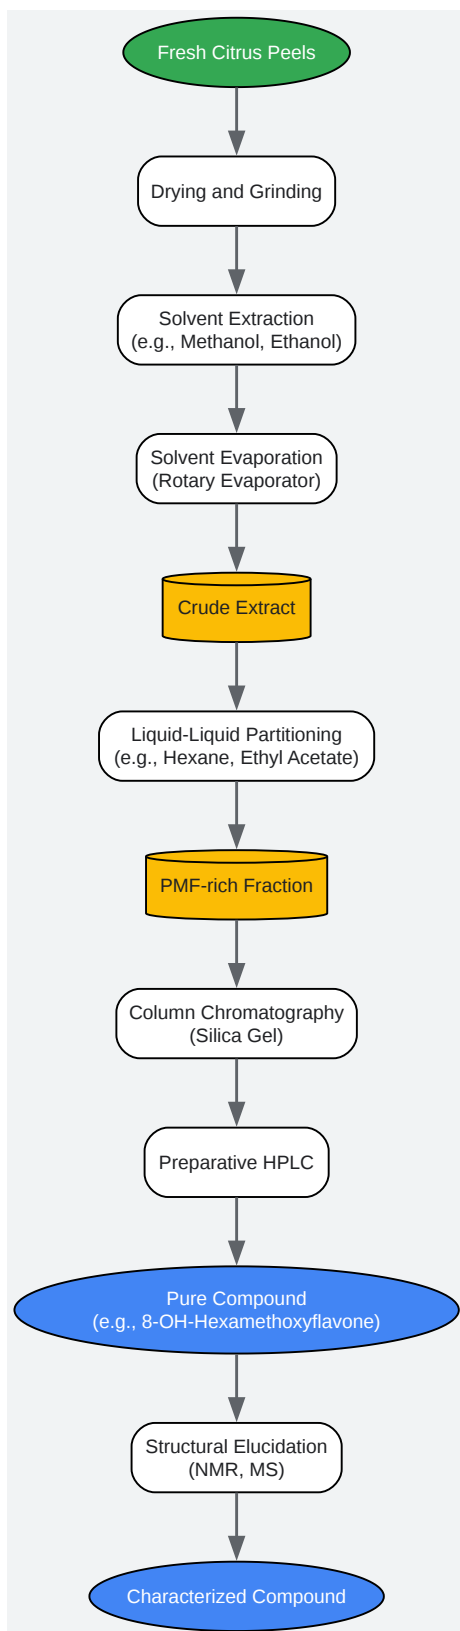 Fresh Citrus Peels
Drying and Grinding
Solvent Extraction
(e.g., Methanol, Ethanol)
Solvent Evaporation
(Rotary Evaporator)
Crude Extract
Liquid-Liquid Partitioning
(e.g., Hexane, Ethyl Acetate)
PMF-rich Fraction
Column Chromatography
(Silica Gel)
Preparative HPLC
Pure Compound
(e.g., 8-OH-Hexamethoxyflavone)
Structural Elucidation
(NMR, MS)
Characterized Compound